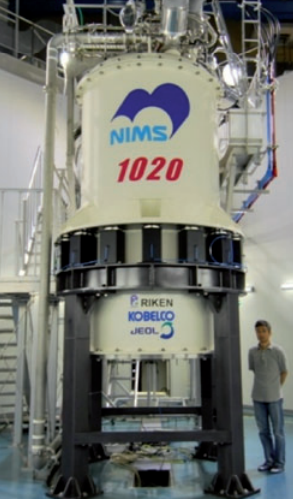 NIMS
1020
RIKEN
KOBELCO
JEOL